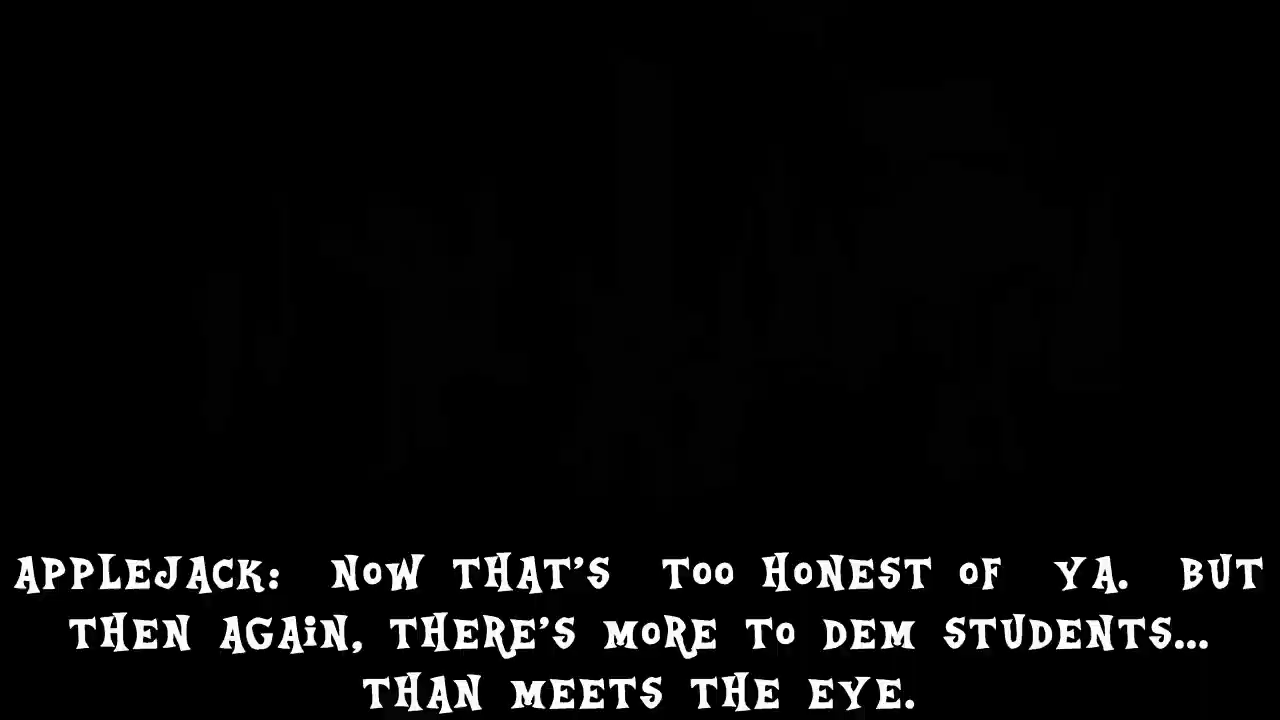 APPLEJACK: NOW THAT'S TOO HONEST OF YA. BUT
THEN AGAIN, THERE'S MORE TO DEM STUDENTS...
THAN MEETS THE EYE.